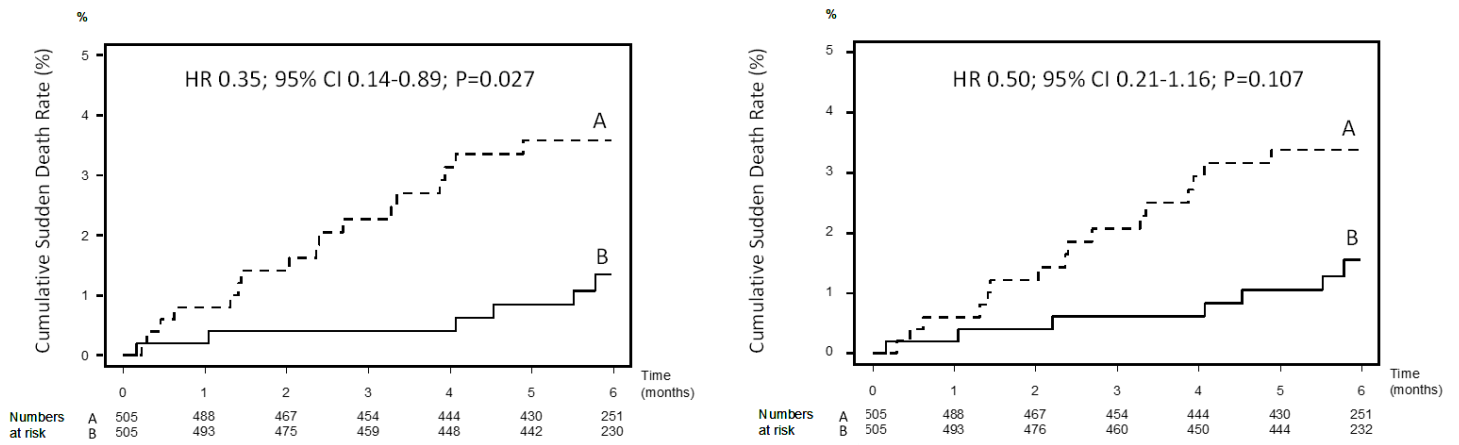 %
Cumulative Sudden Death Rate (%)
HR 0.35; 95% CI 0.14-0.89; P=0.027
5
4
3
2
1
0
A
B
0 1 2 3 4 5 6
Time
(months)
Numbers A 505 488 467 454 444 430 251
at risk B 505 493 475 459 448 442 230
%
Cumulative Sudden Death Rate (%)
HR 0.50; 95% CI 0.21-1.16; P=0.107
5
4
3
2
1
0
A
B
0 1 2 3 4 5 6
Time
(months)
Numbers A 505 488 467 454 444 430 251
at risk B 505 493 476 460 450 444 232